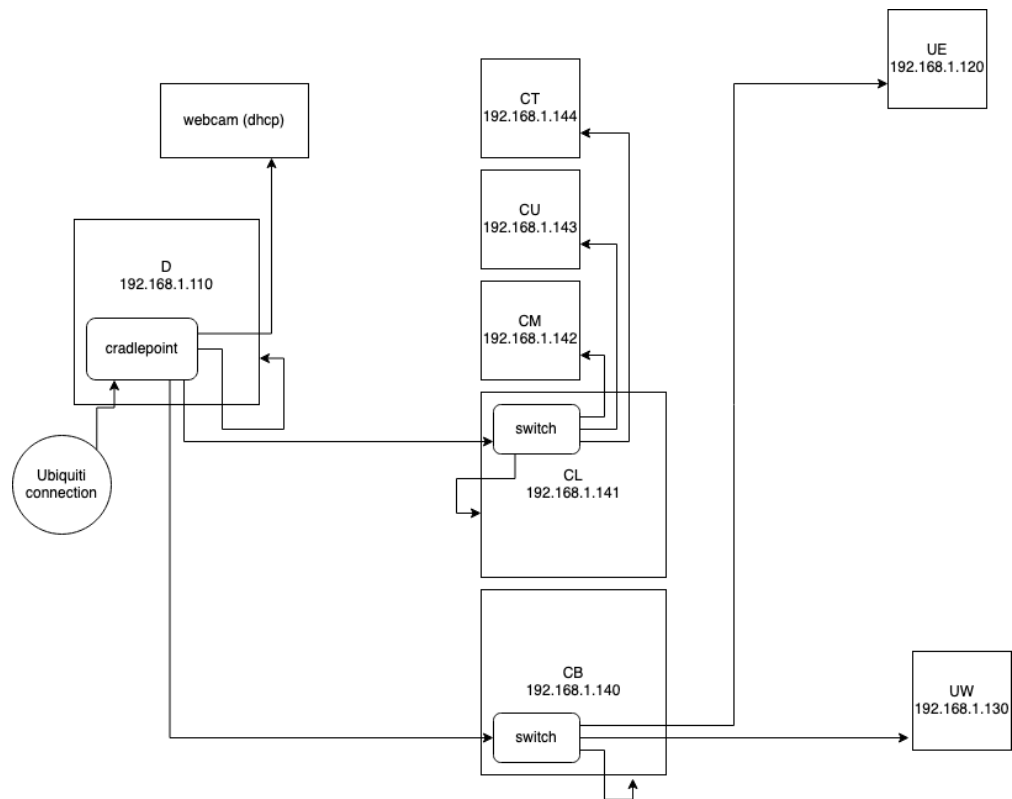 UE
192.168.1.120
CT
192.168.1.144
webcam (dhcp)
CU
192.168.1.143
D
192.168.1.110
CM
192.168.1.142
cradlepoint
switch
CL
192.168.1.141
Ubiquiti
connection
CB
192.168.1.140
UW
192.168.1.130
switch